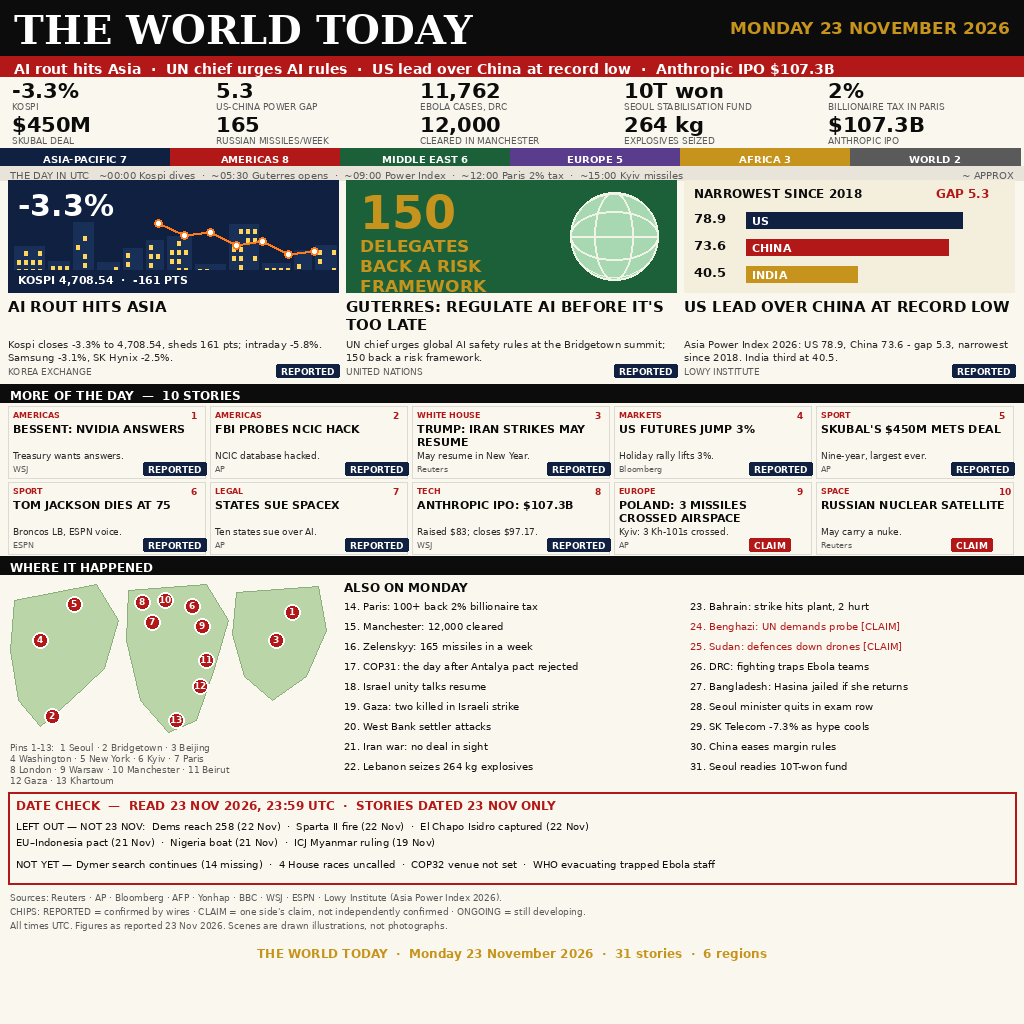 THE WORLD TODAY
MONDAY 23 NOVEMBER 2026
AI rout hits Asia · UN chief urges AI rules · US lead over China at record low · Anthropic IPO $107.3B
-3.3%
KOSPI
5.3
US-CHINA POWER GAP
11,762
EBOLA CASES, DRC
10T won
SEOUL STABILISATION FUND
2%
BILLIONAIRE TAX IN PARIS
$450M
SKUBAL DEAL
165
RUSSIAN MISSILES/WEEK
12,000
CLEARED IN MANCHESTER
264 kg
EXPLOSIVES SEIZED
$107.3B
ANTHROPIC IPO
ASIA-PACIFIC 7
AMERICAS 8
MIDDLE EAST 6
EUROPE 5
AFRICA 3
WORLD 2
THE DAY IN UTC ~00:00 Kospi dives · ~05:30 Guterres opens · ~09:00 Power Index · ~12:00 Paris 2% tax · ~15:00 Kyiv missiles
~ APPROX
-3.3%
KOSPI 4,708.54 · -161 PTS
150
DELEGATES
BACK A RISK
FRAMEWORK
NARROWEST SINCE 2018
GAP 5.3
78.9
US
73.6
CHINA
40.5
INDIA
AI ROUT HITS ASIA
Kospi closes -3.3% to 4,708.54, sheds 161 pts; intraday -5.8%.
Samsung -3.1%, SK Hynix -2.5%.
KOREA EXCHANGE
REPORTED
GUTERRES: REGULATE AI BEFORE IT'S
TOO LATE
UN chief urges global AI safety rules at the Bridgetown summit;
150 back a risk framework.
UNITED NATIONS
REPORTED
US LEAD OVER CHINA AT RECORD LOW
Asia Power Index 2026: US 78.9, China 73.6 - gap 5.3, narrowest
since 2018. India third at 40.5.
LOWY INSTITUTE
REPORTED
MORE OF THE DAY — 10 STORIES
AMERICAS
1
BESSENT: NVIDIA ANSWERS
Treasury wants answers.
WSJ
REPORTED
AMERICAS
2
FBI PROBES NCIC HACK
NCIC database hacked.
AP
REPORTED
WHITE HOUSE
3
TRUMP: IRAN STRIKES MAY
RESUME
May resume in New Year.
Reuters
REPORTED
MARKETS
4
US FUTURES JUMP 3%
Holiday rally lifts 3%.
Bloomberg
REPORTED
SPORT
5
SKUBAL'S $450M METS DEAL
Nine-year, largest ever.
AP
REPORTED
SPORT
6
TOM JACKSON DIES AT 75
Broncos LB, ESPN voice.
ESPN
REPORTED
LEGAL
7
STATES SUE SPACEX
Ten states sue over AI.
AP
REPORTED
TECH
8
ANTHROPIC IPO: $107.3B
Raised $83; closes $97.17.
WSJ
REPORTED
EUROPE
9
POLAND: 3 MISSILES
CROSSED AIRSPACE
Kyiv: 3 Kh-101s crossed.
AP
CLAIM
SPACE
10
RUSSIAN NUCLEAR SATELLITE
May carry a nuke.
Reuters
CLAIM
WHERE IT HAPPENED
5
4
2
8
10
6
7
9
11
12
13
1
3
Pins 1-13: 1 Seoul · 2 Bridgetown · 3 Beijing
4 Washington · 5 New York · 6 Kyiv · 7 Paris
8 London · 9 Warsaw · 10 Manchester · 11 Beirut
12 Gaza · 13 Khartoum
ALSO ON MONDAY
14. Paris: 100+ back 2% billionaire tax
15. Manchester: 12,000 cleared
16. Zelenskyy: 165 missiles in a week
17. COP31: the day after Antalya pact rejected
18. Israel unity talks resume
19. Gaza: two killed in Israeli strike
20. West Bank settler attacks
21. Iran war: no deal in sight
22. Lebanon seizes 264 kg explosives
23. Bahrain: strike hits plant, 2 hurt
24. Benghazi: UN demands probe [CLAIM]
25. Sudan: defences down drones [CLAIM]
26. DRC: fighting traps Ebola teams
27. Bangladesh: Hasina jailed if she returns
28. Seoul minister quits in exam row
29. SK Telecom -7.3% as hype cools
30. China eases margin rules
31. Seoul readies 10T-won fund
DATE CHECK — READ 23 NOV 2026, 23:59 UTC · STORIES DATED 23 NOV ONLY
LEFT OUT — NOT 23 NOV: Dems reach 258 (22 Nov) · Sparta II fire (22 Nov) · El Chapo Isidro captured (22 Nov)
EU–Indonesia pact (21 Nov) · Nigeria boat (21 Nov) · ICJ Myanmar ruling (19 Nov)
NOT YET — Dymer search continues (14 missing) · 4 House races uncalled · COP32 venue not set · WHO evacuating trapped Ebola staff
Sources: Reuters · AP · Bloomberg · AFP · Yonhap · BBC · WSJ · ESPN · Lowy Institute (Asia Power Index 2026).
CHIPS: REPORTED = confirmed by wires · CLAIM = one side's claim, not independently confirmed · ONGOING = still developing.
All times UTC. Figures as reported 23 Nov 2026. Scenes are drawn illustrations, not photographs.
THE WORLD TODAY · Monday 23 November 2026 · 31 stories · 6 regions